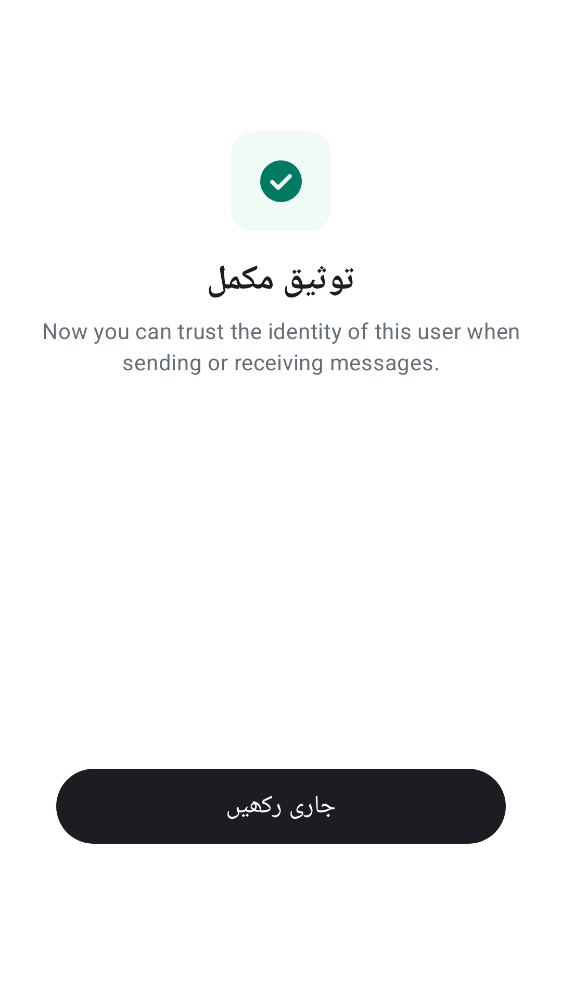 توثیق مکمل
Now you can trust the identity of this user when
sending or receiving messages.
جاری رکھیں